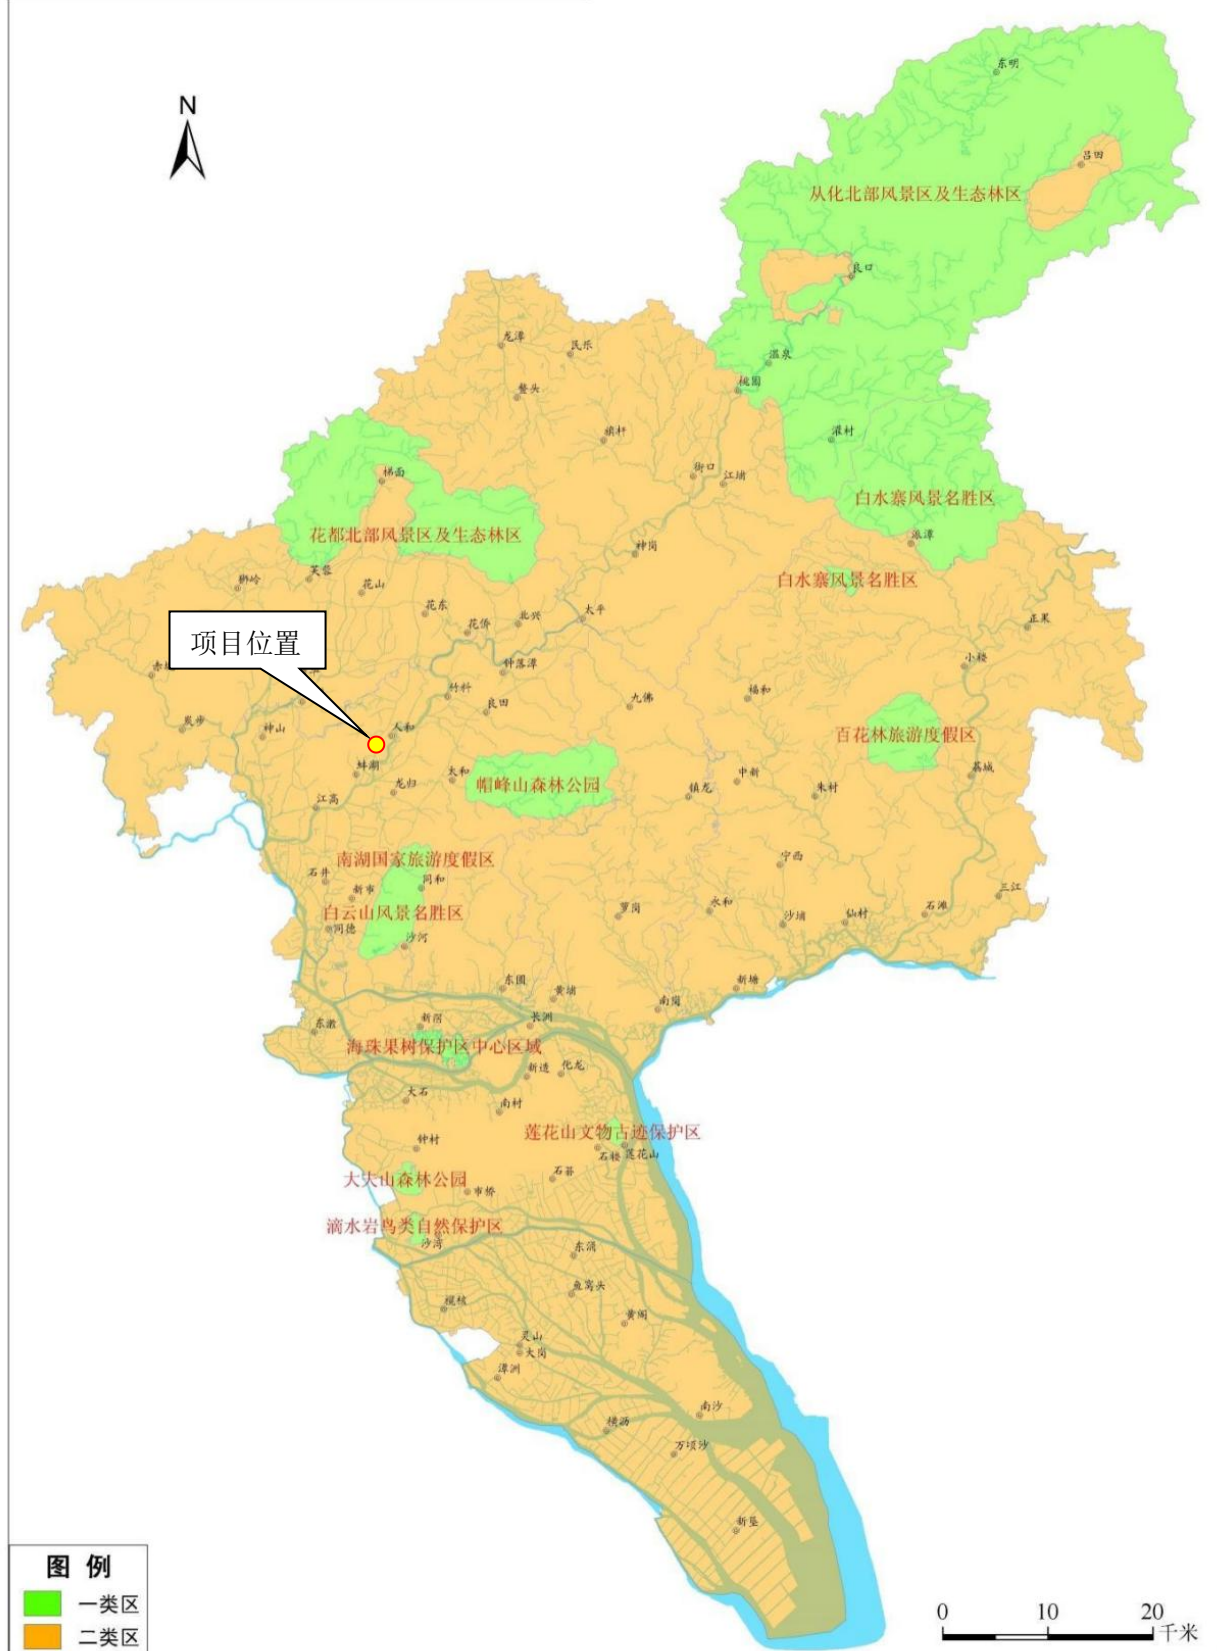 N
东明
吕田
从化北部风景区及生态林区
良口
龙潭
民乐
温泉
桃园
鳌头
旗杆
灌村
街口
江埔
梯面
白水寨风景名胜区
花都北部风景区及生态林区
派潭
神岗
白水寨风景名胜区
芙蓉
狮岭
花山
花东
北兴
太平
花侨
正果
项目位置
小楼
钟落潭
竹料
良田
九佛
福和
炭步
神山
人和
百花林旅游度假区
蚌湖
太和
龙归
帽峰山森林公园
中新
镇龙
朱村
荔城
江高
南湖国家旅游度假区
石井
同和
新市
宁西
三江
白云山风景名胜区
萝岗
永和
沙埔
仙村
石滩
同德
沙河
东圃
黄埔
新塘
南岗
东漖
新滘
长洲
海珠果树保护区中心区域
新造
化龙
大石
南村
莲花山文物古迹保护区
钟村
石楼
莲花山
大夫山森林公园
石碁
市桥
滴水岩鸟类自然保护区
沙湾
东涌
鱼窝头
榄核
黄阁
灵山
大岗
潭洲
南沙
横沥
万顷沙
新垦
图 例
一类区
二类区
0 10 20
千米